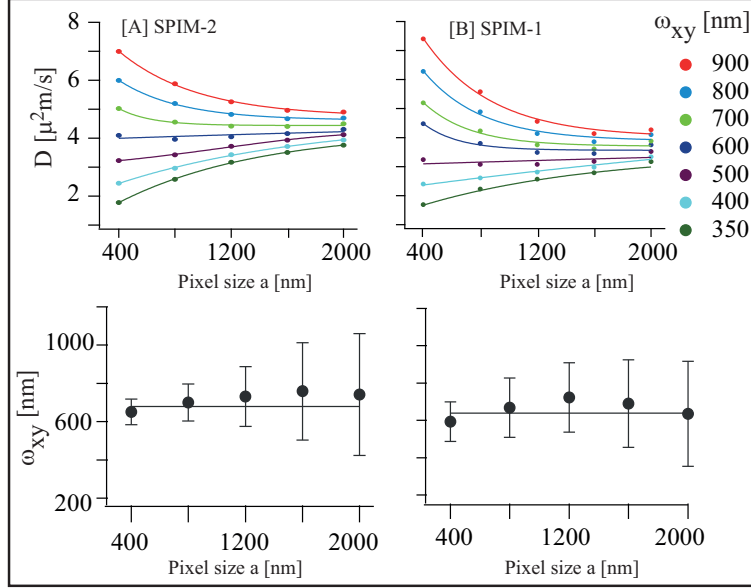 [A] SPIM-2
[B] SPIM-1
ωxy [nm]
900
800
700
600
500
400
350
D [μ²m/s]
8
6
4
2
400 1200 2000
Pixel size a [nm]
400 1200 2000
Pixel size a [nm]
ωxy [nm]
1000
600
200
400 1200 2000
Pixel size a [nm]
400 1200 2000
Pixel size a [nm]